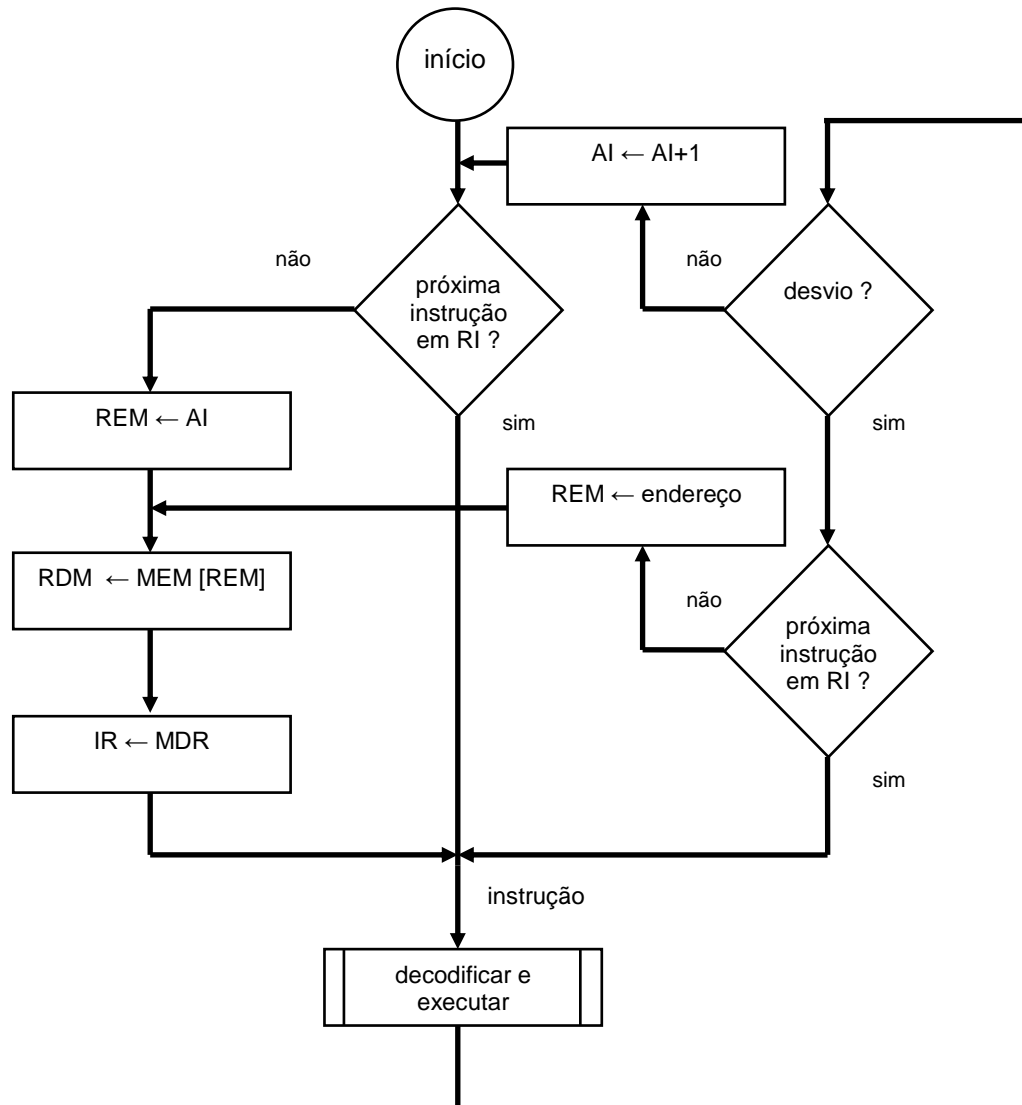 início
AI ← AI+1
não
próxima
instrução
em RI ?
não
desvio ?
REM ← AI
sim
sim
REM ← endereço
RDM ← MEM [REM]
não
próxima
instrução
em RI ?
IR ← MDR
sim
instrução
decodificar e
executar